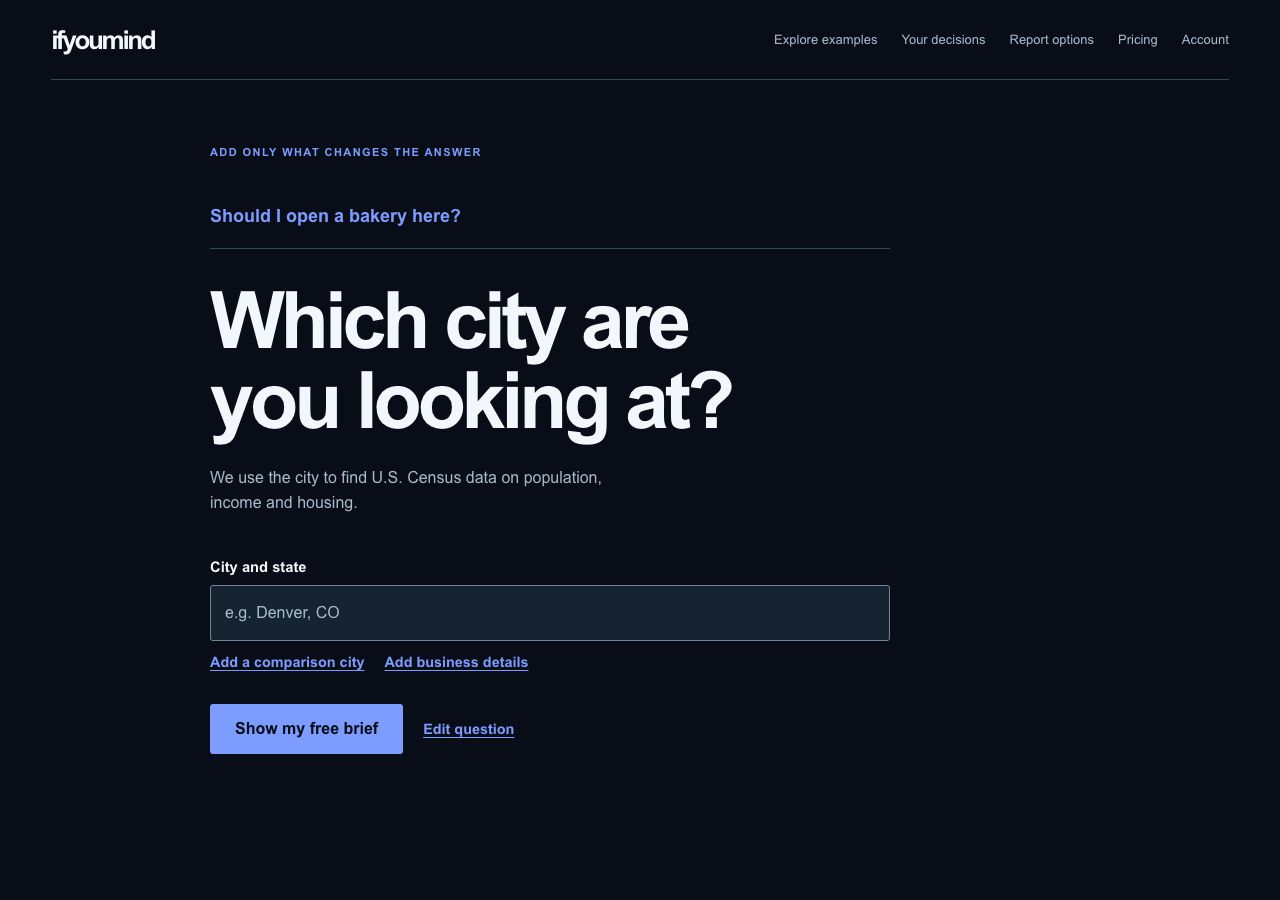 ifyoumind
Explore examples
Your decisions
Report options
Pricing
Account
ADD ONLY WHAT CHANGES THE ANSWER
Should I open a bakery here?
Which city are
you looking at?
We use the city to find U.S. Census data on population,
income and housing.
City and state
e.g. Denver, CO
Add a comparison city
Add business details
Show my free brief
Edit question